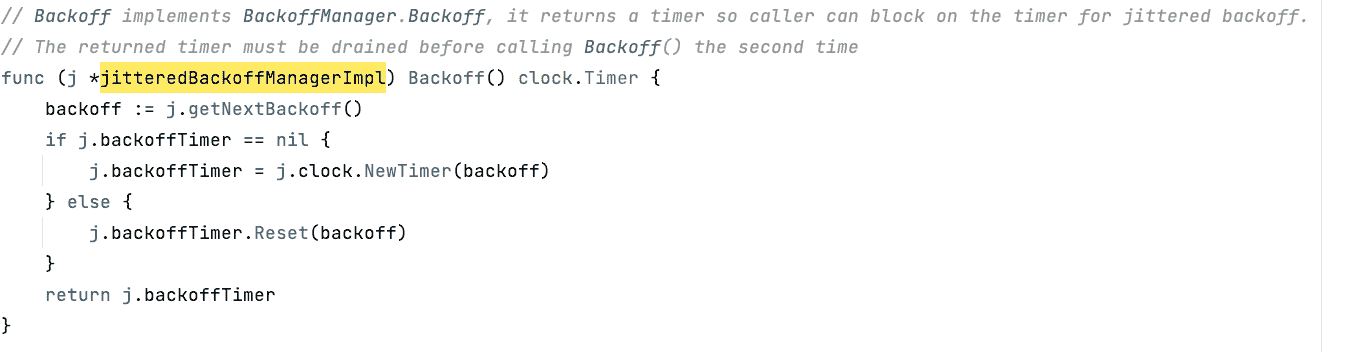 // Backoff implements BackoffManager.Backoff, it returns a timer so caller can block on the timer for jittered backoff.
// The returned timer must be drained before calling Backoff() the second time
func (j *jitteredBackoffManagerImpl) Backoff() clock.Timer {
    backoff := j.getNextBackoff()
    if j.backoffTimer == nil {
        j.backoffTimer = j.clock.NewTimer(backoff)
    } else {
        j.backoffTimer.Reset(backoff)
    }
    return j.backoffTimer
}